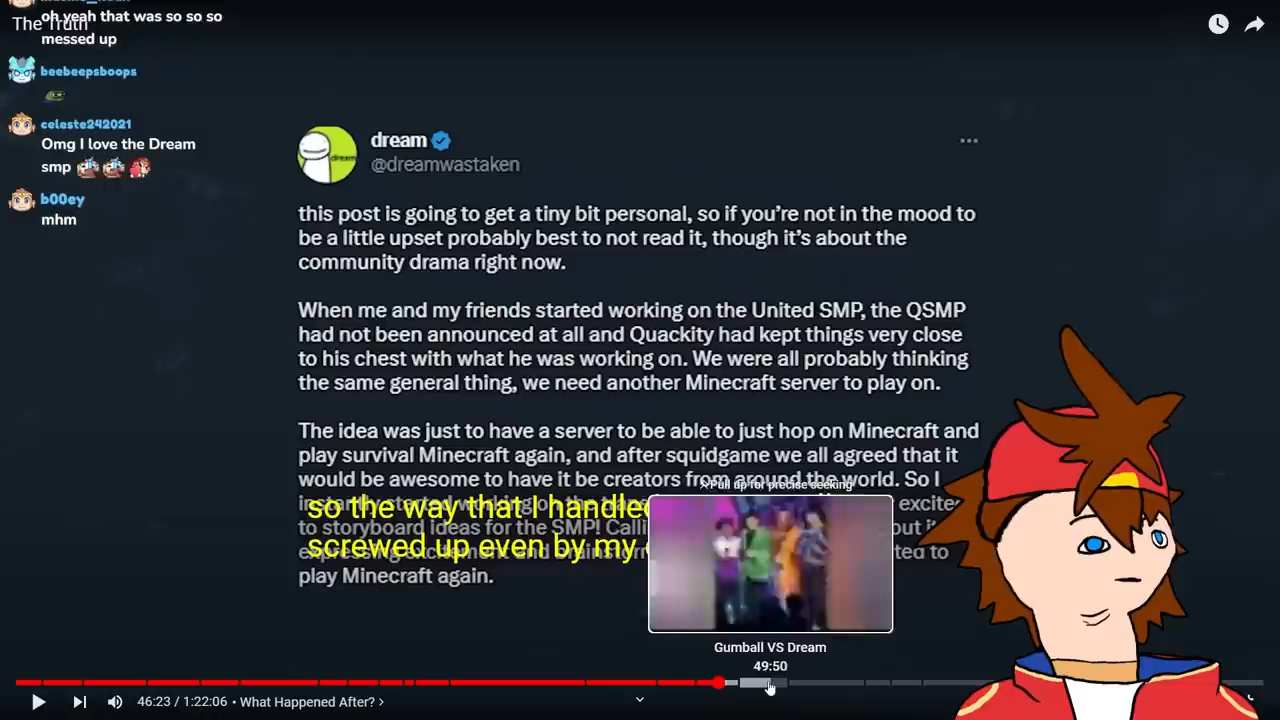 oh yeah that was so so so
The Truth
messed up
beebeepsboops
celeste242021
Omg I love the Dream
smp
b00ey
mhm
dream
@dreamwastaken
this post is going to get a tiny bit personal, so if you're not in the mood to
be a little upset probably best to not read it, though it's about the
community drama right now.
When me and my friends started working on the United SMP, the QSMP
had not been announced at all and Quackity had kept things very close
to his chest with what he was working on. We were all probably thinking
the same general thing, we need another Minecraft server to play on.
The idea was just to have a server to be able to just hop on Minecraft and
play survival Minecraft again, and after squidgame we all agreed that it
would be awesome to have it be creators from around the world. So I
Pull up for precise seeking
so the way that I handled
to storyboard ideas for the SMP!
screwed up even by my
play Minecraft again.
Gumball VS Dream
49:50
46:23 / 1:22:06 • What Happened After?